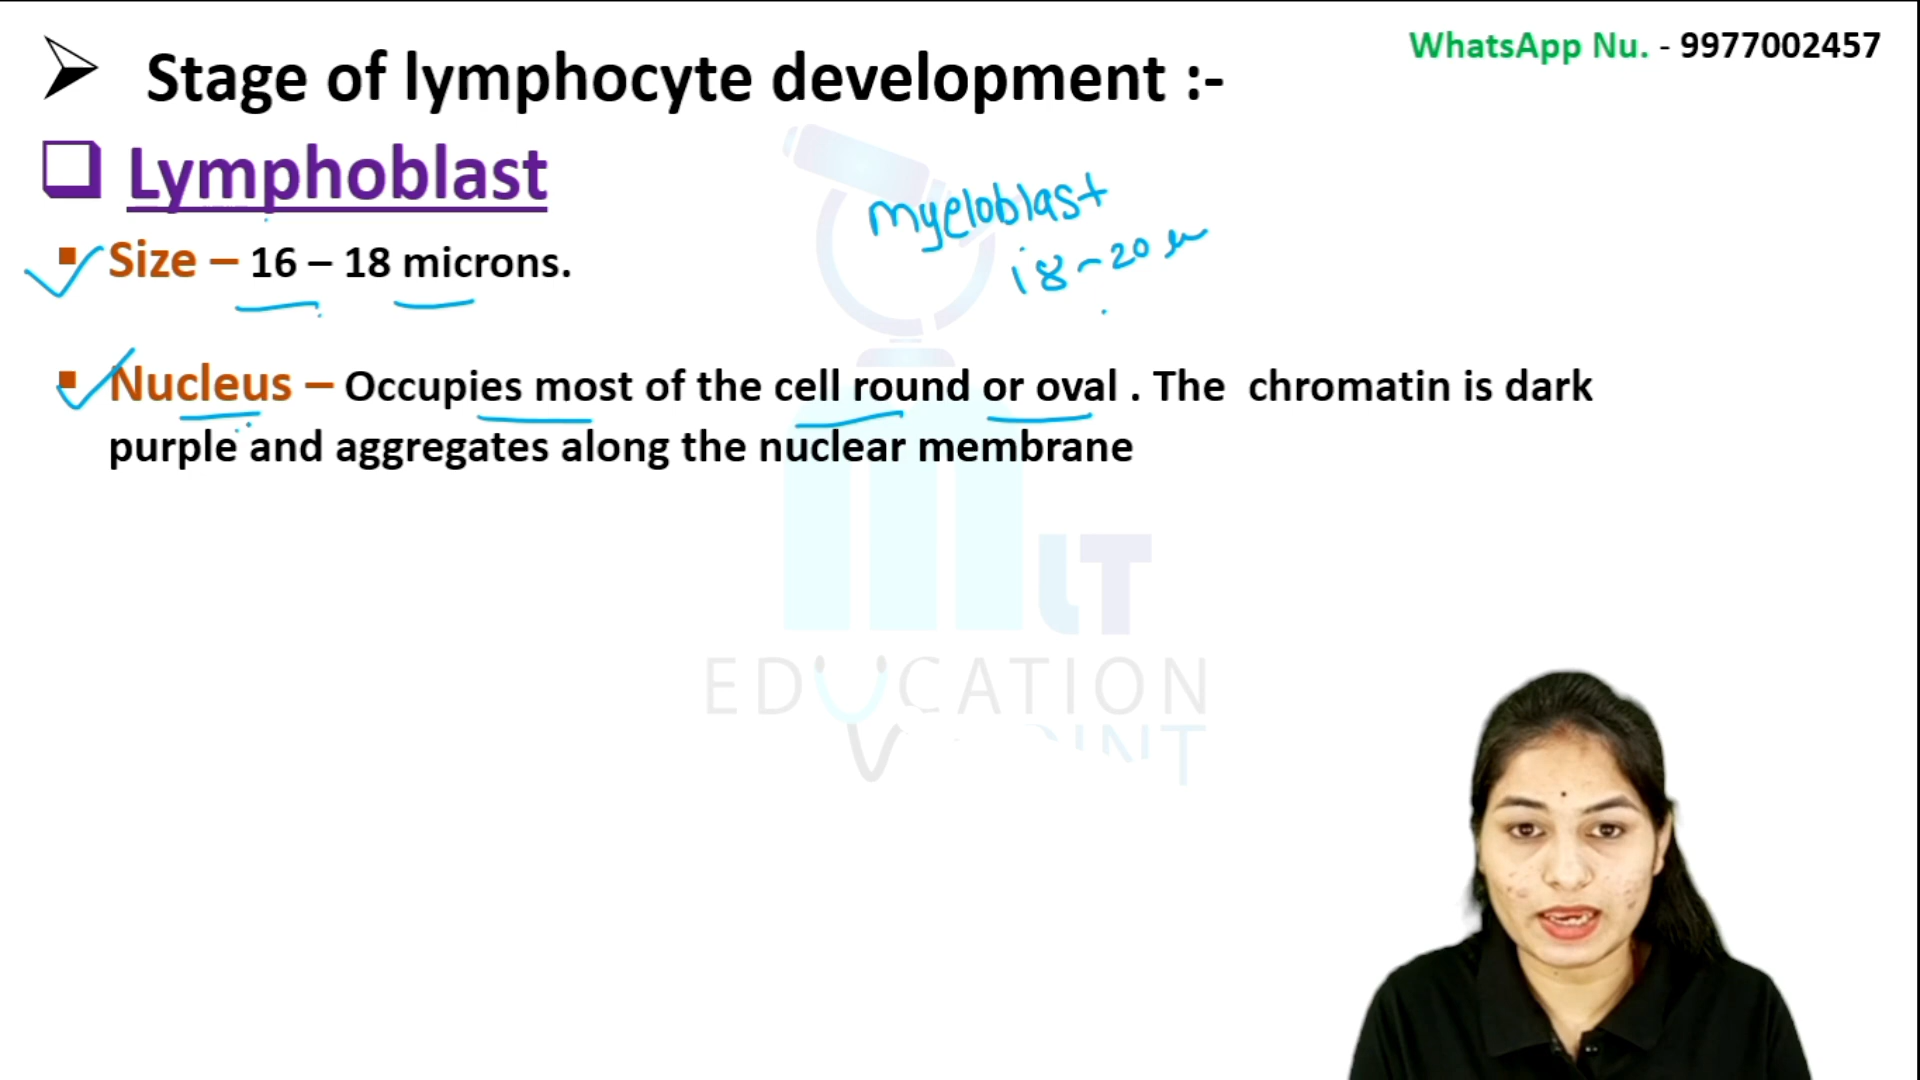 WhatsApp Nu. - 9977002457
Stage of lymphocyte development :-
Lymphoblast
myeloblast
Size – 16 – 18 microns.
18-20 μ
Nucleus – Occupies most of the cell round or oval . The chromatin is dark
purple and aggregates along the nuclear membrane
mLT
EDUCATION